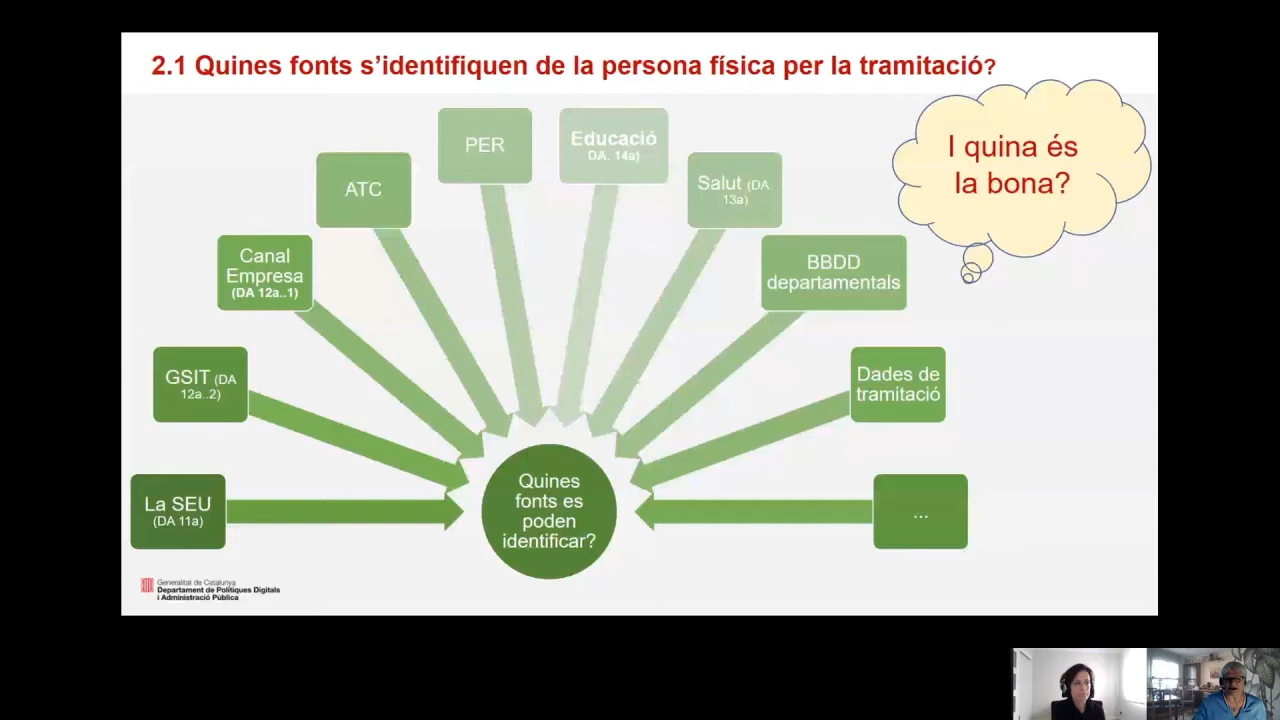 2.1 Quines fonts s’identifiquen de la persona física per la tramitació?
I quina és
la bona?
PER
Educació
DA. 14a)
ATC
Salut (DA.
13a)
Canal
Empresa
(DA 12a..1)
BBDD
departamentals
GSIT (DA
12a..2)
Dades de
tramitació
La SEU
(DA 11a)
Quines
fonts es
poden
identificar?
...
Generalitat de Catalunya
Departament de Polítiques Digitals
i Administració Pública